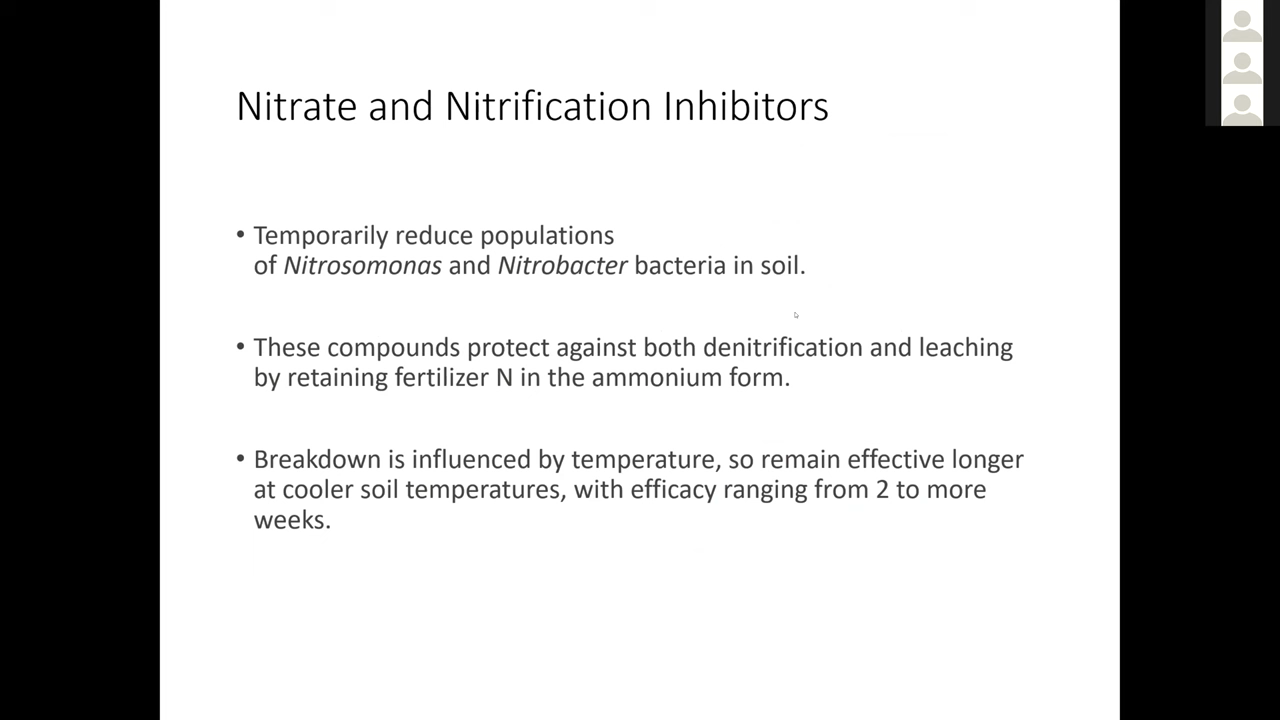 Nitrate and Nitrification Inhibitors
• Temporarily reduce populations
of Nitrosomonas and Nitrobacter bacteria in soil.
• These compounds protect against both denitrification and leaching
by retaining fertilizer N in the ammonium form.
• Breakdown is influenced by temperature, so remain effective longer
at cooler soil temperatures, with efficacy ranging from 2 to more
weeks.